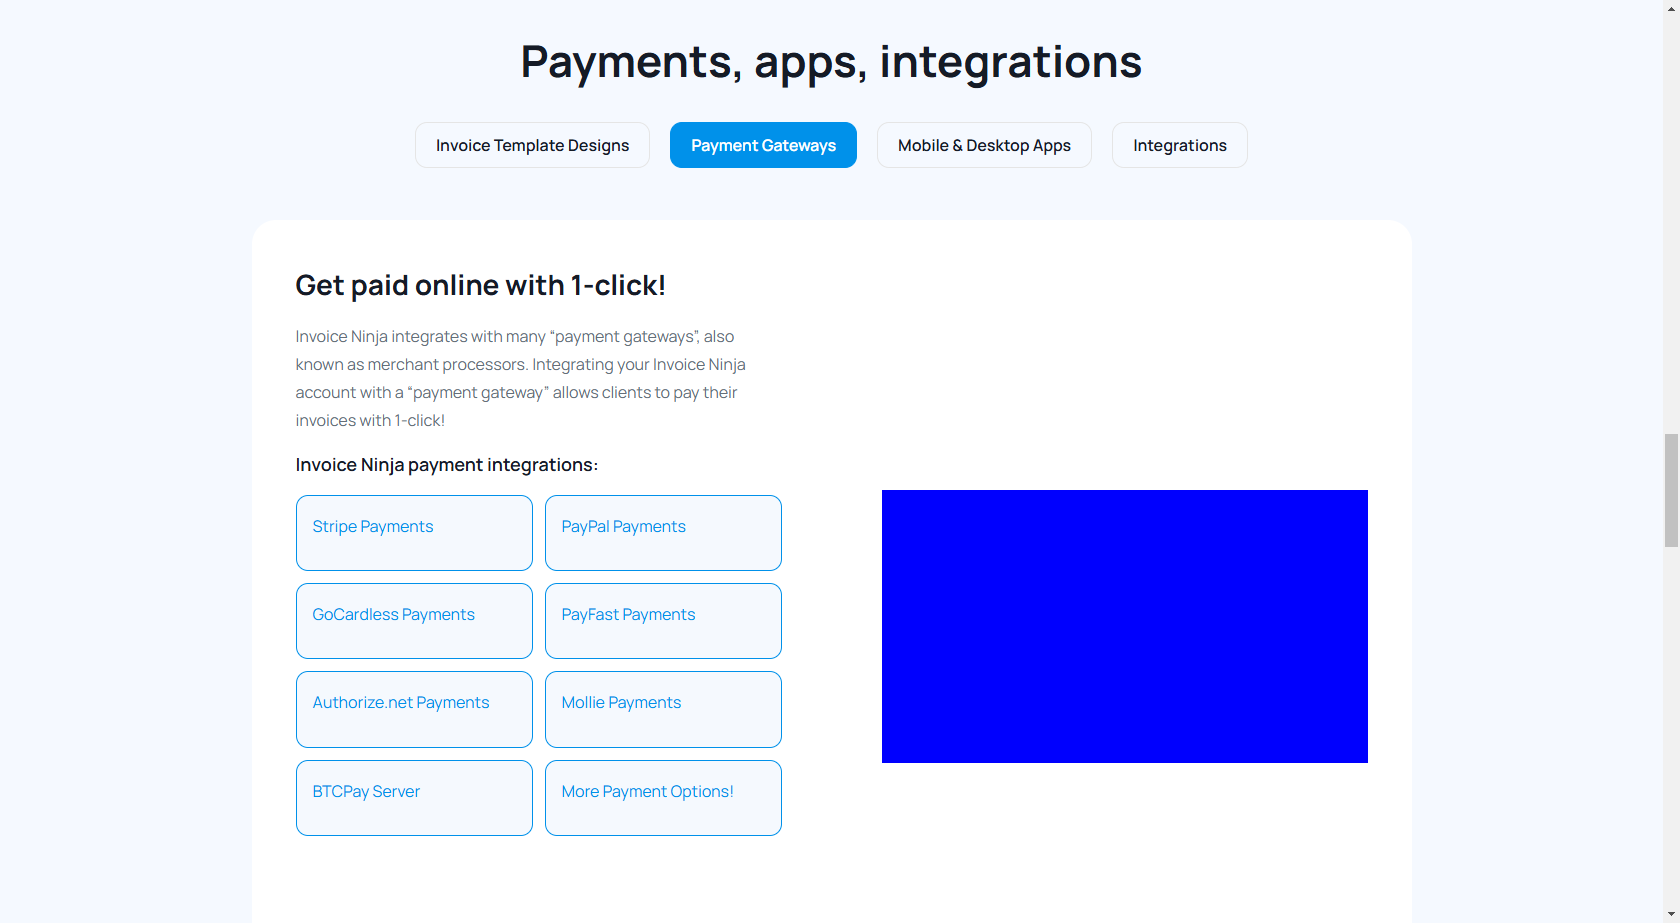 Payments, apps, integrations
Invoice Template Designs
Payment Gateways
Mobile & Desktop Apps
Integrations
Get paid online with 1-click!
Invoice Ninja integrates with many “payment gateways”, also
known as merchant processors. Integrating your Invoice Ninja
account with a “payment gateway” allows clients to pay their
invoices with 1-click!
Invoice Ninja payment integrations:
Stripe Payments
PayPal Payments
GoCardless Payments
PayFast Payments
Authorize.net Payments
Mollie Payments
BTCPay Server
More Payment Options!